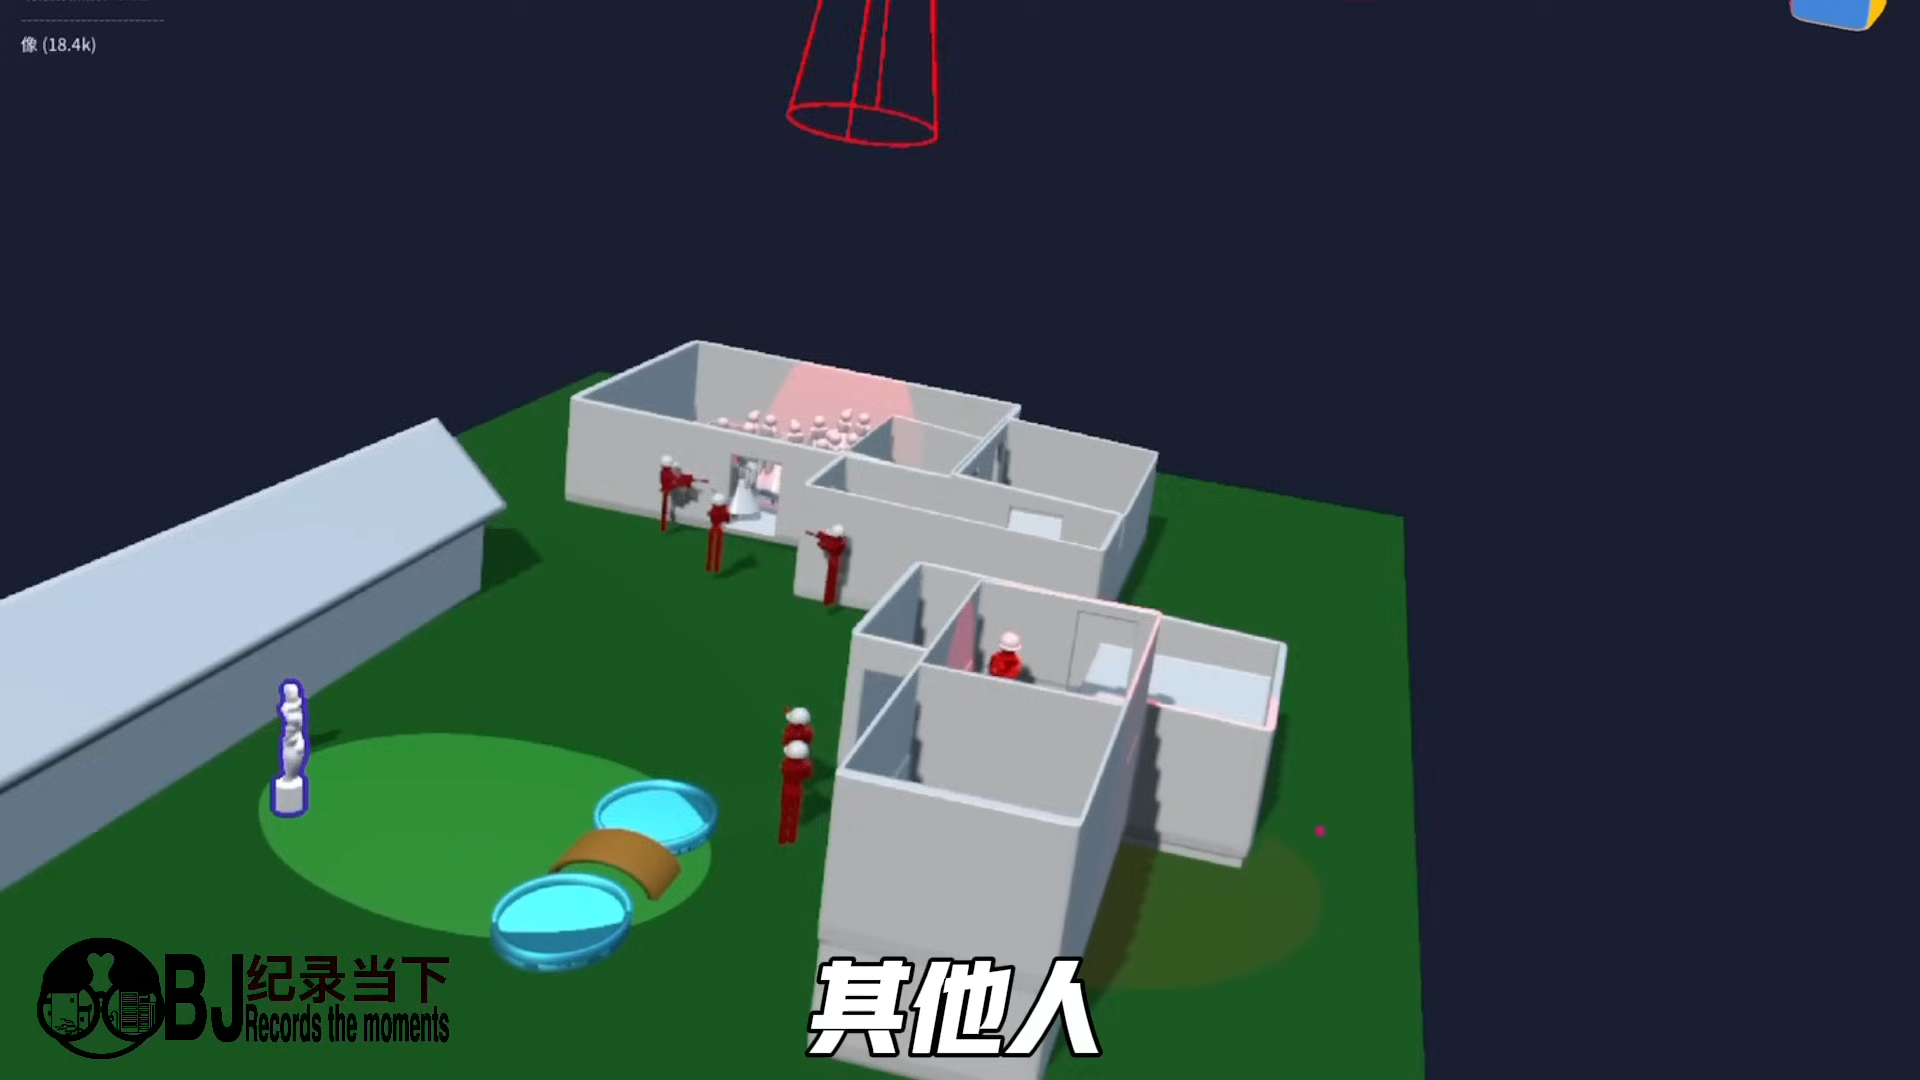 像 (18.4k)
BJ纪录当下
Records the moments
其他人